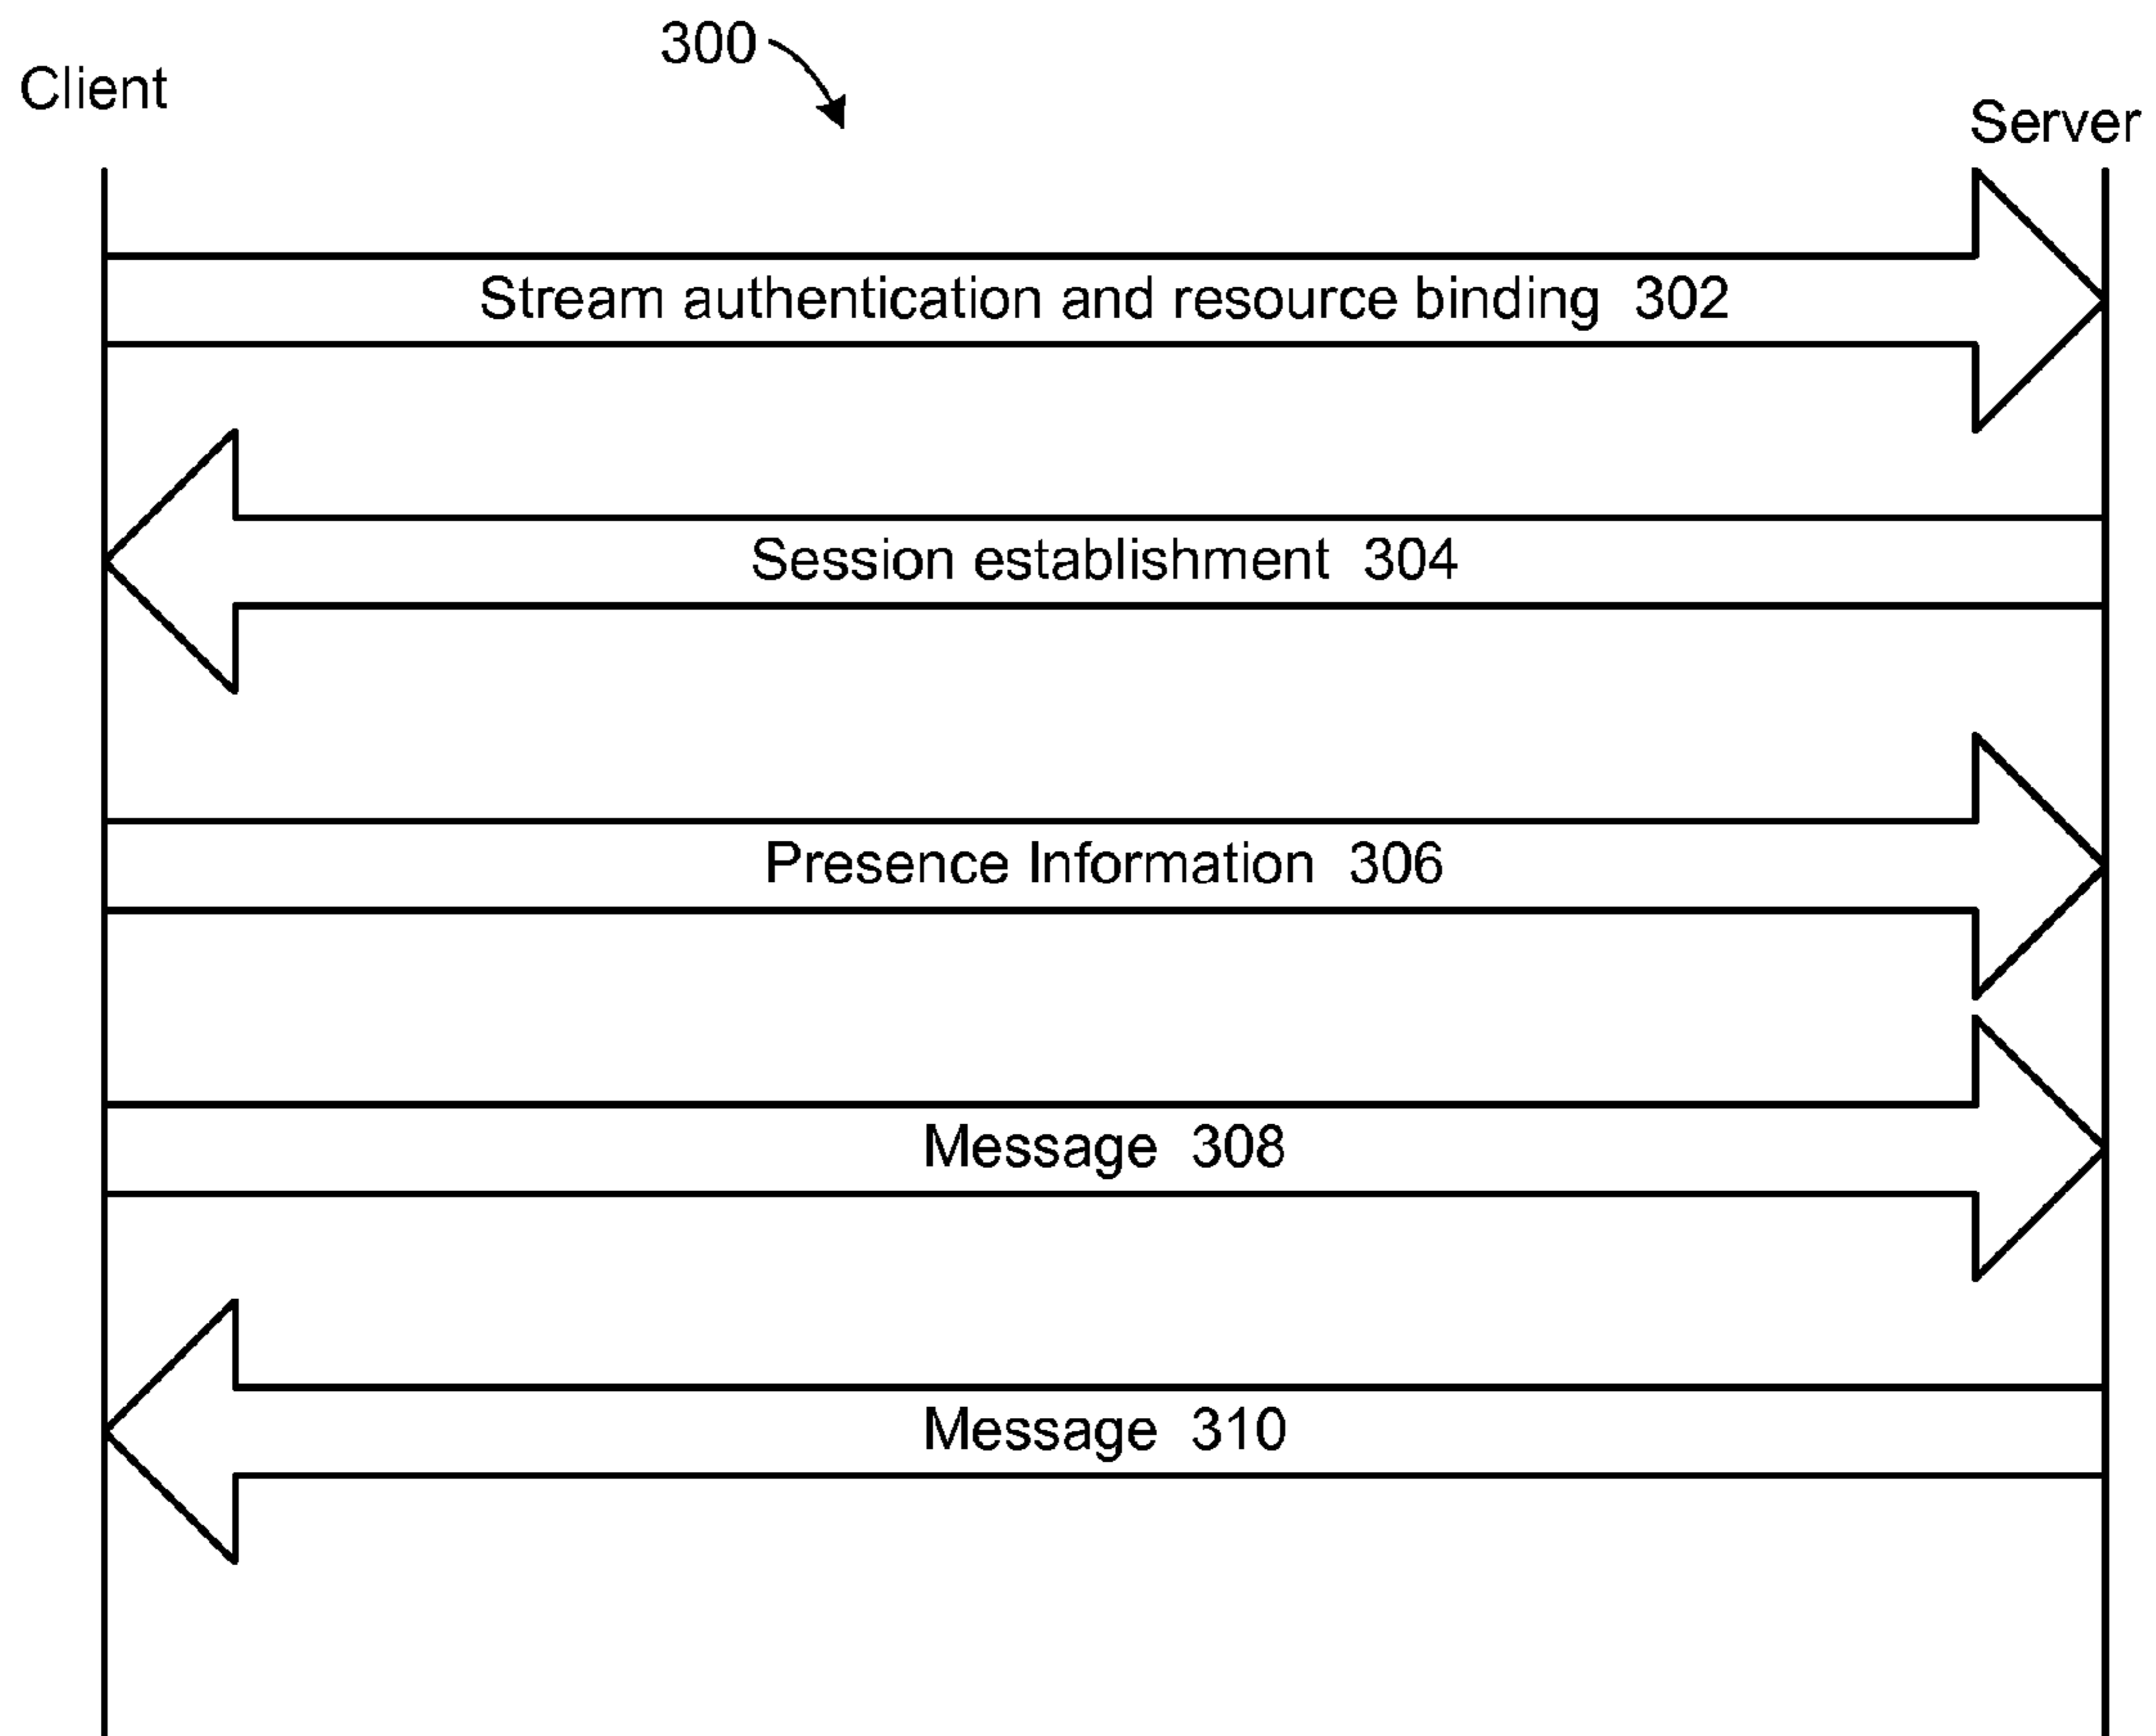 300
Client
Server
Stream authentication and resource binding 302
Session establishment 304
Presence Information 306
Message 308
Message 310